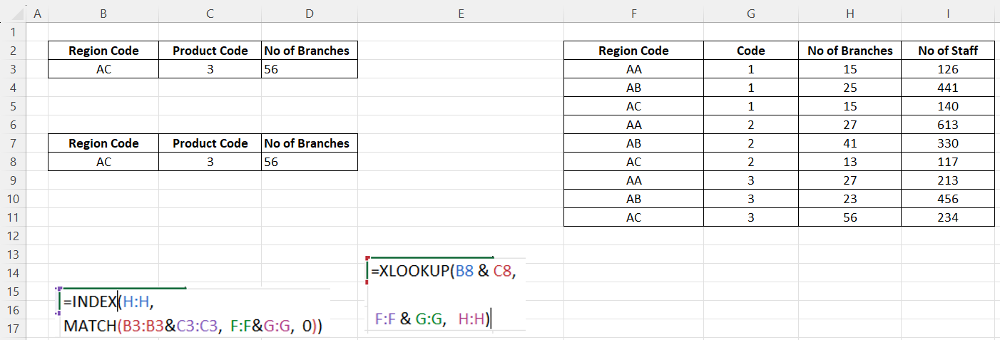 A B C D E F G H I
1
2 Region Code Product Code No of Branches Region Code Code No of Branches No of Staff
3 AC 3 56 AA 1 15 126
4 AB 1 25 441
5 AC 1 15 140
6 AA 2 27 613
7 Region Code Product Code No of Branches AB 2 41 330
8 AC 3 56 AC 2 13 117
9 AA 3 27 213
10 AB 3 23 456
11 AC 3 56 234
12
13
14 =XLOOKUP(B8 & C8,
15 =INDEX(H:H,
16 F:F & G:G, H:H)
17 MATCH(B3:B3&C3:C3, F:F&G:G, 0))